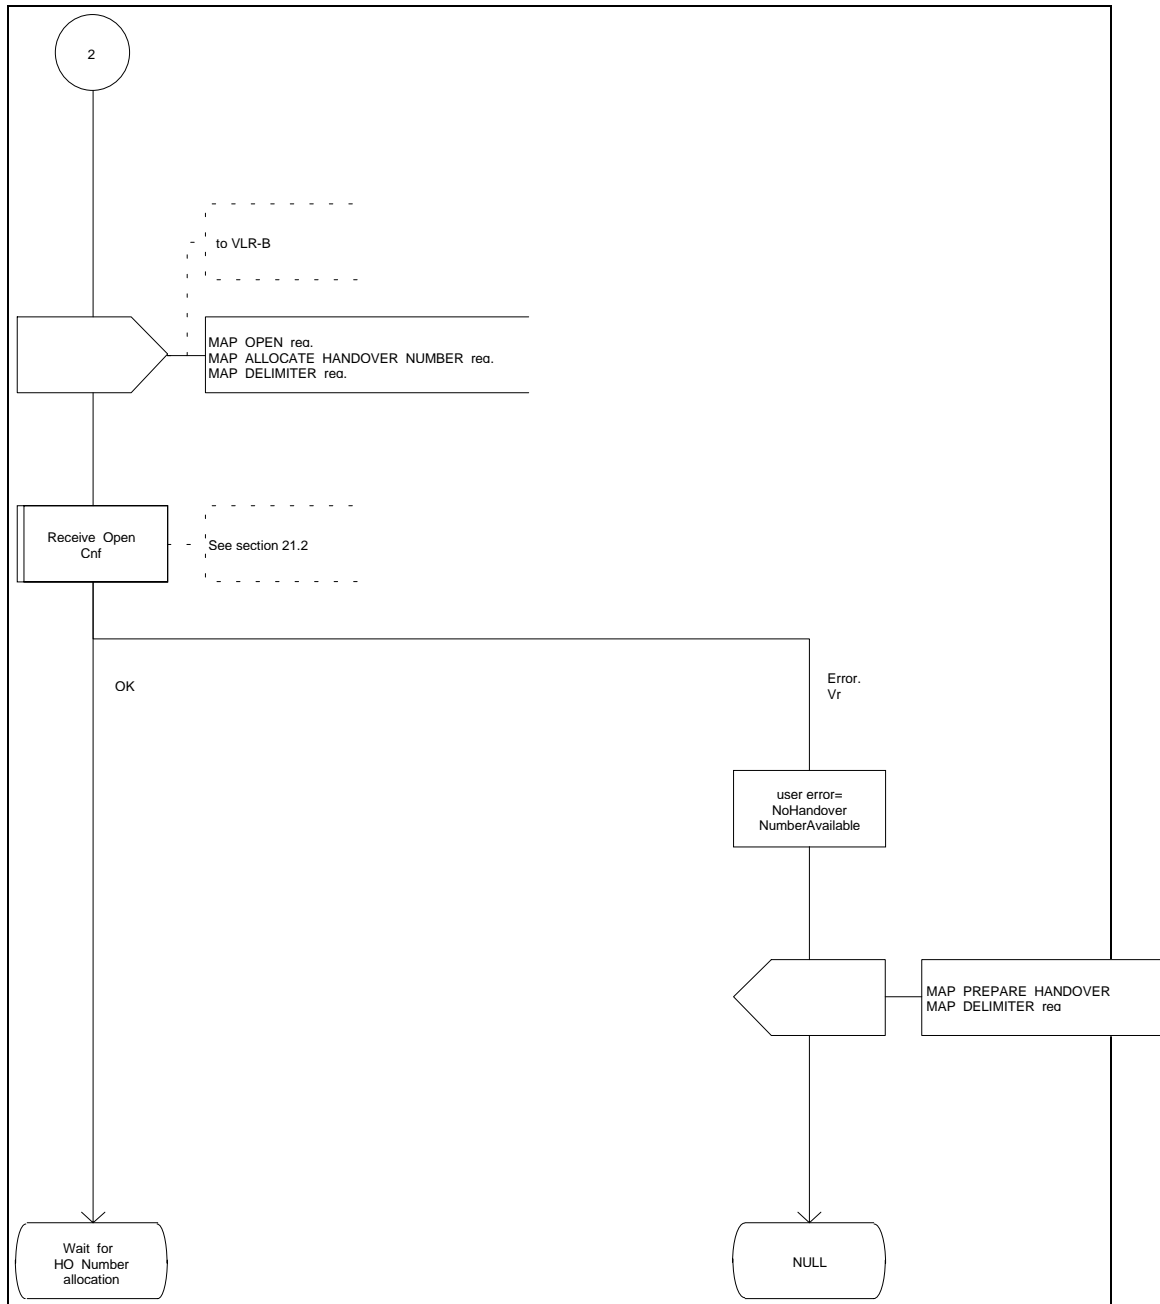 2
to VLR-B
MAP OPEN req.
MAP ALLOCATE HANDOVER NUMBER req.
MAP DELIMITER req.
Receive Open
Cnf
See section 21.2
OK
Error.
Vr
user error=
NoHandover
NumberAvailable
MAP PREPARE HANDOVER
MAP DELIMITER req
Wait for
HO Number
allocation
NULL